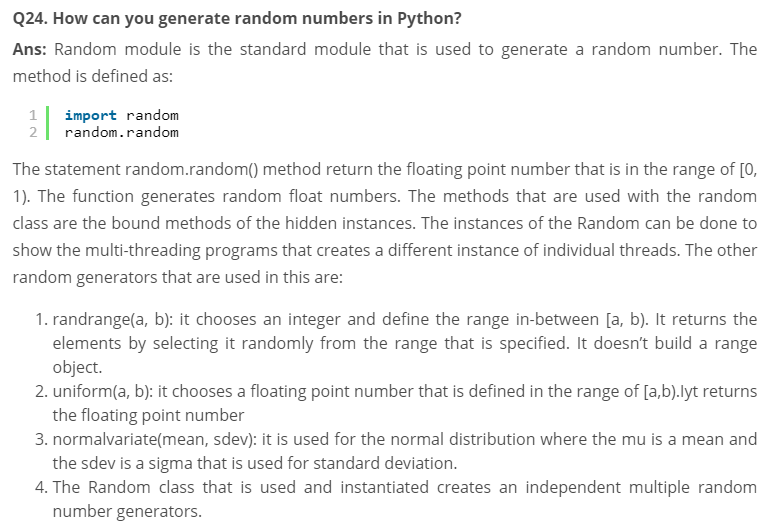 Q24. How can you generate random numbers in Python?
Ans: Random module is the standard module that is used to generate a random number. The
method is defined as:
1 import random
2 random.random
The statement random.random() method return the floating point number that is in the range of [0,
1). The function generates random float numbers. The methods that are used with the random
class are the bound methods of the hidden instances. The instances of the Random can be done to
show the multi-threading programs that creates a different instance of individual threads. The other
random generators that are used in this are:
1. randrange(a, b): it chooses an integer and define the range in-between [a, b). It returns the
elements by selecting it randomly from the range that is specified. It doesn’t build a range
object.
2. uniform(a, b): it chooses a floating point number that is defined in the range of [a,b).Iyt returns
the floating point number
3. normalvariate(mean, sdev): it is used for the normal distribution where the mu is a mean and
the sdev is a sigma that is used for standard deviation.
4. The Random class that is used and instantiated creates an independent multiple random
number generators.